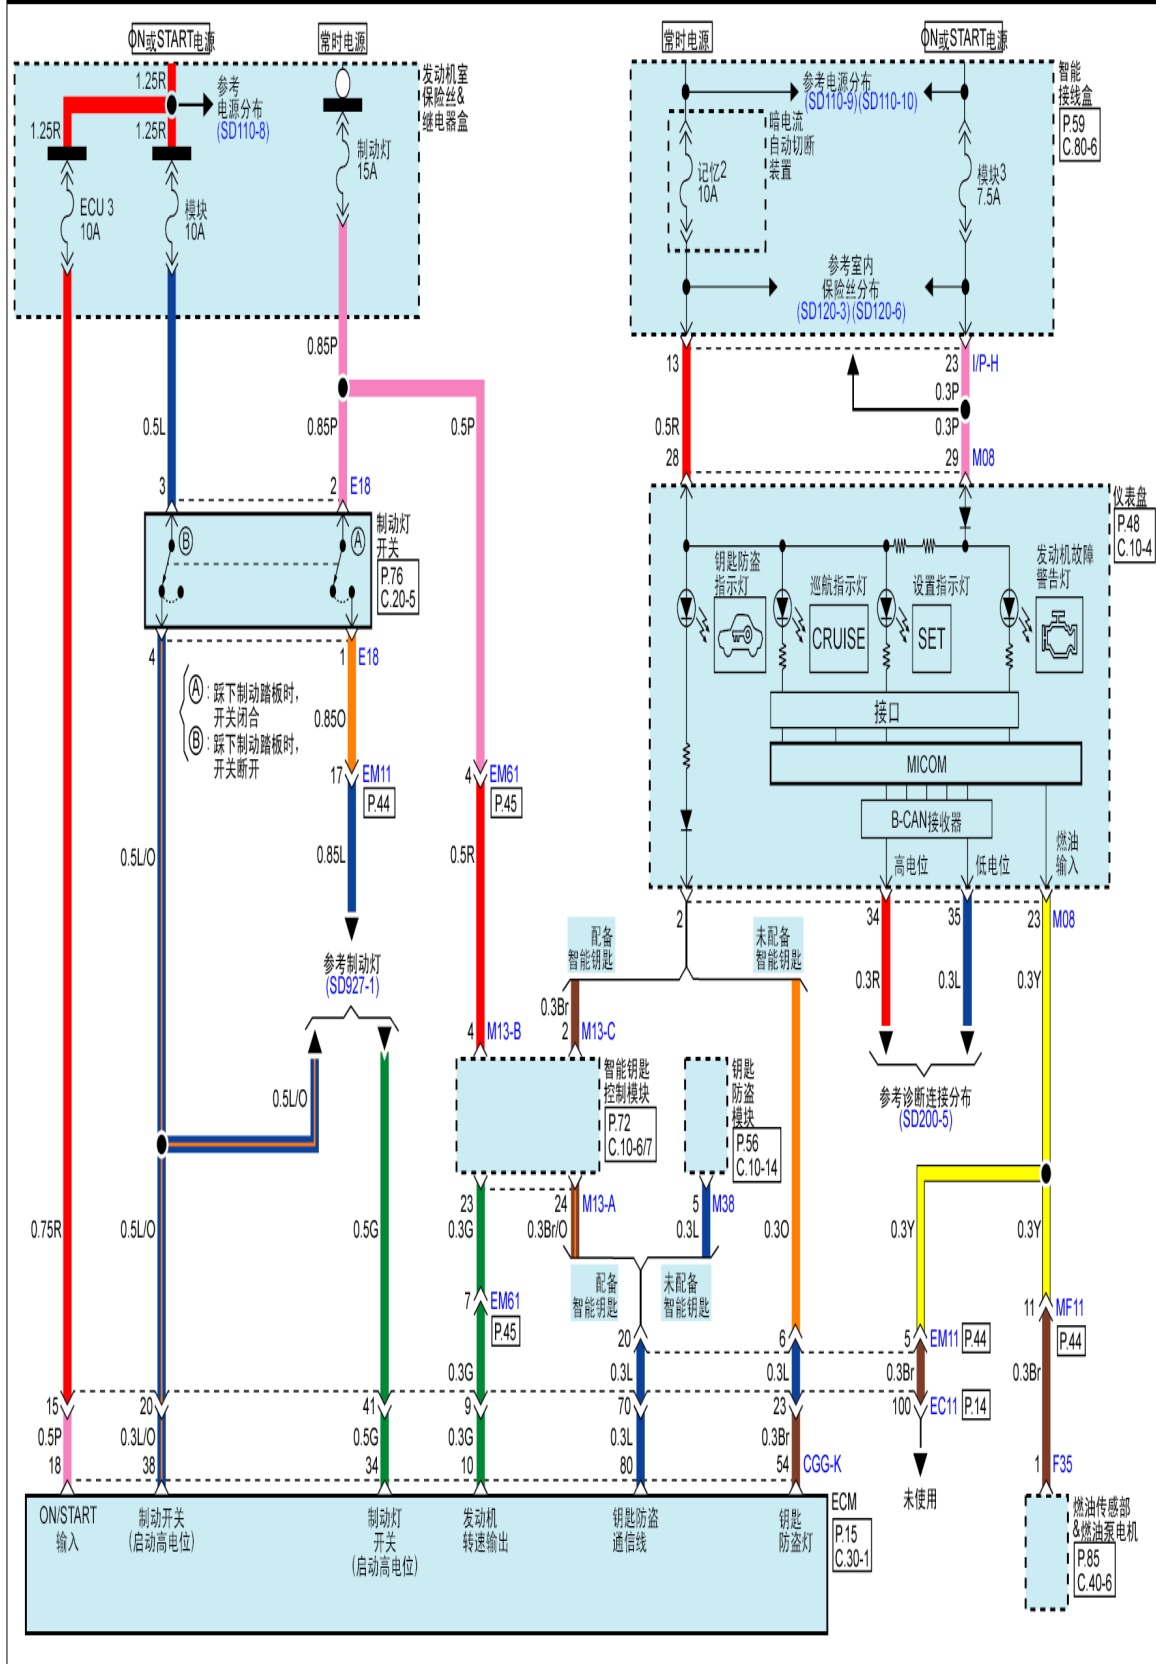 ON或START电源
常时电源
常时电源
ON或START电源
1.25R
参考
电源分布
(SD110-8)
1.25R
1.25R
发动机室
保险丝&
继电器盒
制动灯
15A
ECU 3
10A
模块
10A
参考电源分布
(SD110-9)(SD110-10)
智能
接线盒
P.59
C.80-6
暗电流
自动切断
装置
记忆2
10A
模块3
7.5A
参考室内
保险丝分布
(SD120-3)(SD120-6)
0.85P
13
23
I/P-H
0.3P
0.5L
0.85P
0.5P
0.5R
0.3P
28
29
M08
3
2
E18
B
A
制动灯
开关
P.76
C.20-5
仪表盘
P.48
C.10-4
钥匙防盗
指示灯
巡航指示灯
CRUISE
设置指示灯
SET
发动机故障
警告灯
接口
MICOM
B-CAN接收器
高电位
低电位
燃油
输入
4
1
E18
A : 踩下制动踏板时,
开关闭合
B : 踩下制动踏板时,
开关断开
0.85O
17
EM11
P.44
4
EM61
P.45
0.5L/O
0.85L
0.5R
参考制动灯
(SD927-1)
2
34
35
23
M08
配备
智能钥匙
未配备
智能钥匙
0.3R
0.3L
0.3Y
0.3Br
4
M13-B
2
M13-C
智能钥匙
控制模块
P.72
C.10-6/7
钥匙
防盗
模块
P.56
C.10-14
参考诊断连接分布
(SD200-5)
0.5L/O
23
24
M13-A
5
M38
0.75R
0.5L/O
0.5G
0.3G
0.3Br/O
0.3L
0.3O
0.3Y
0.3Y
配备
智能钥匙
未配备
智能钥匙
7
EM61
P.45
11
MF11
P.44
20
6
5
EM11
P.44
0.3G
0.3L
0.3L
0.3Br
0.3Br
15
20
41
9
70
23
100
EC11
P.14
0.5P
0.3L/O
0.5G
0.3G
0.3L
0.3Br
18
38
34
10
80
54
CGG-K
未使用
1
F35
ON/START
输入
制动开关
(启动高电位)
制动灯
开关
(启动高电位)
发动机
转速输出
钥匙防盗
通信线
钥匙
防盗灯
ECM
P.15
C.30-1
燃油传感部
&燃油泵电机
P.85
C.40-6